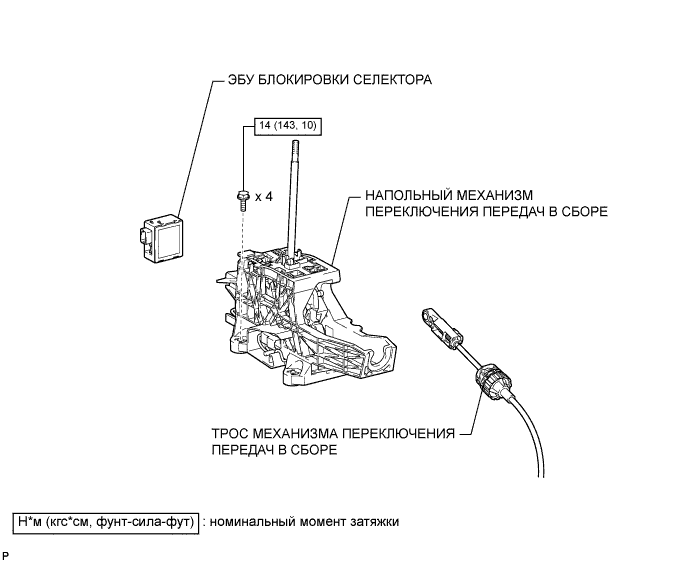 ЭБУ БЛОКИРОВКИ СЕЛЕКТОРА
14 (143, 10)
x 4
НАПОЛЬНЫЙ МЕХАНИЗМ
ПЕРЕКЛЮЧЕНИЯ ПЕРЕДАЧ В СБОРЕ
ТРОС МЕХАНИЗМА ПЕРЕКЛЮЧЕНИЯ
ПЕРЕДАЧ В СБОРЕ
Н*м (кгс*см, фунт-сила-фут) : номинальный момент затяжки
P